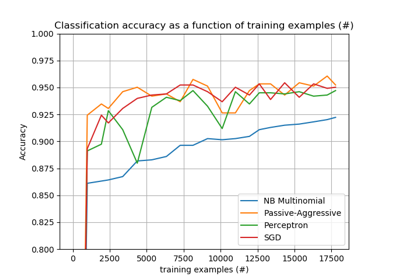 Classification accuracy as a function of training examples (#)
1.000
0.975
0.950
0.925
0.900
0.875
0.850
0.825
0.800
Accuracy
NB Multinomial
Passive-Aggressive
Perceptron
SGD
0 2500 5000 7500 10000 12500 15000 17500
training examples (#)